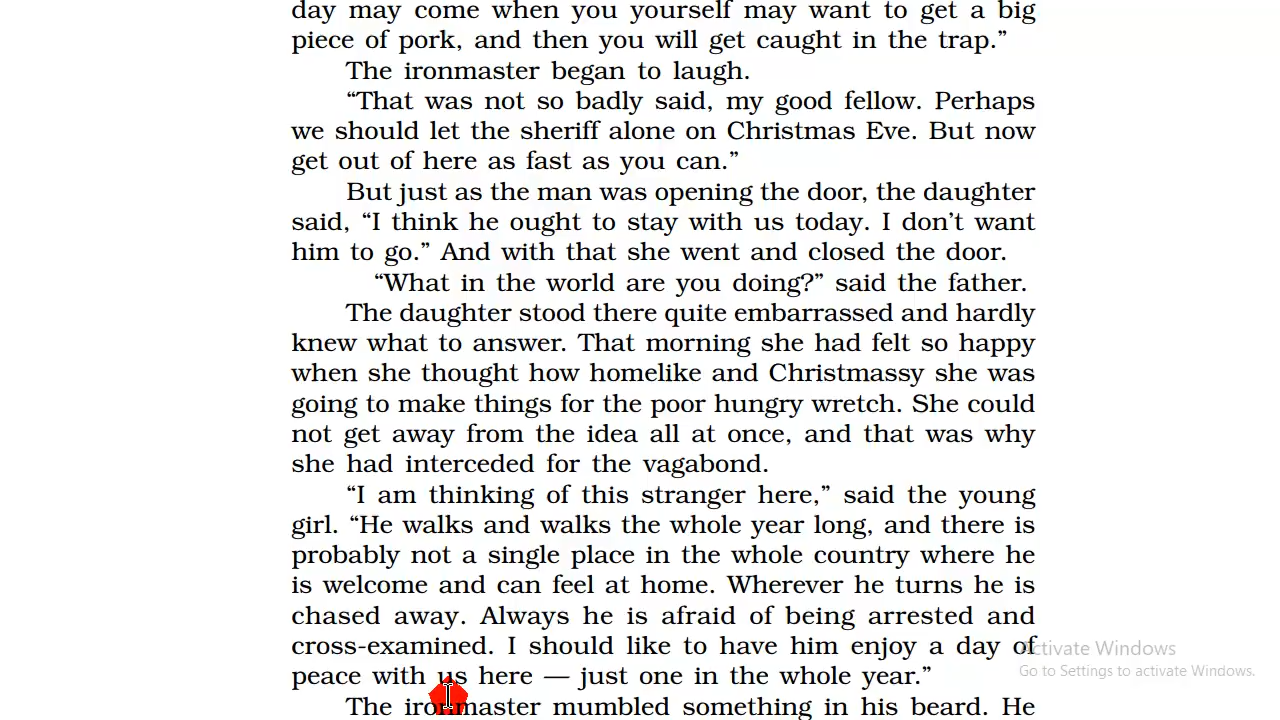 day may come when you yourself may want to get a big
piece of pork, and then you will get caught in the trap.”
The ironmaster began to laugh.
“That was not so badly said, my good fellow. Perhaps
we should let the sheriff alone on Christmas Eve. But now
get out of here as fast as you can.”
But just as the man was opening the door, the daughter
said, “I think he ought to stay with us today. I don’t want
him to go.” And with that she went and closed the door.
“What in the world are you doing?” said the father.
The daughter stood there quite embarrassed and hardly
knew what to answer. That morning she had felt so happy
when she thought how homelike and Christmassy she was
going to make things for the poor hungry wretch. She could
not get away from the idea all at once, and that was why
she had interceded for the vagabond.
“I am thinking of this stranger here,” said the young
girl. “He walks and walks the whole year long, and there is
probably not a single place in the whole country where he
is welcome and can feel at home. Wherever he turns he is
chased away. Always he is afraid of being arrested and
cross-examined. I should like to have him enjoy a day of
peace with us here — just one in the whole year.”
The ironmaster mumbled something in his beard. He
Activate Windows
Go to Settings to activate Windows.